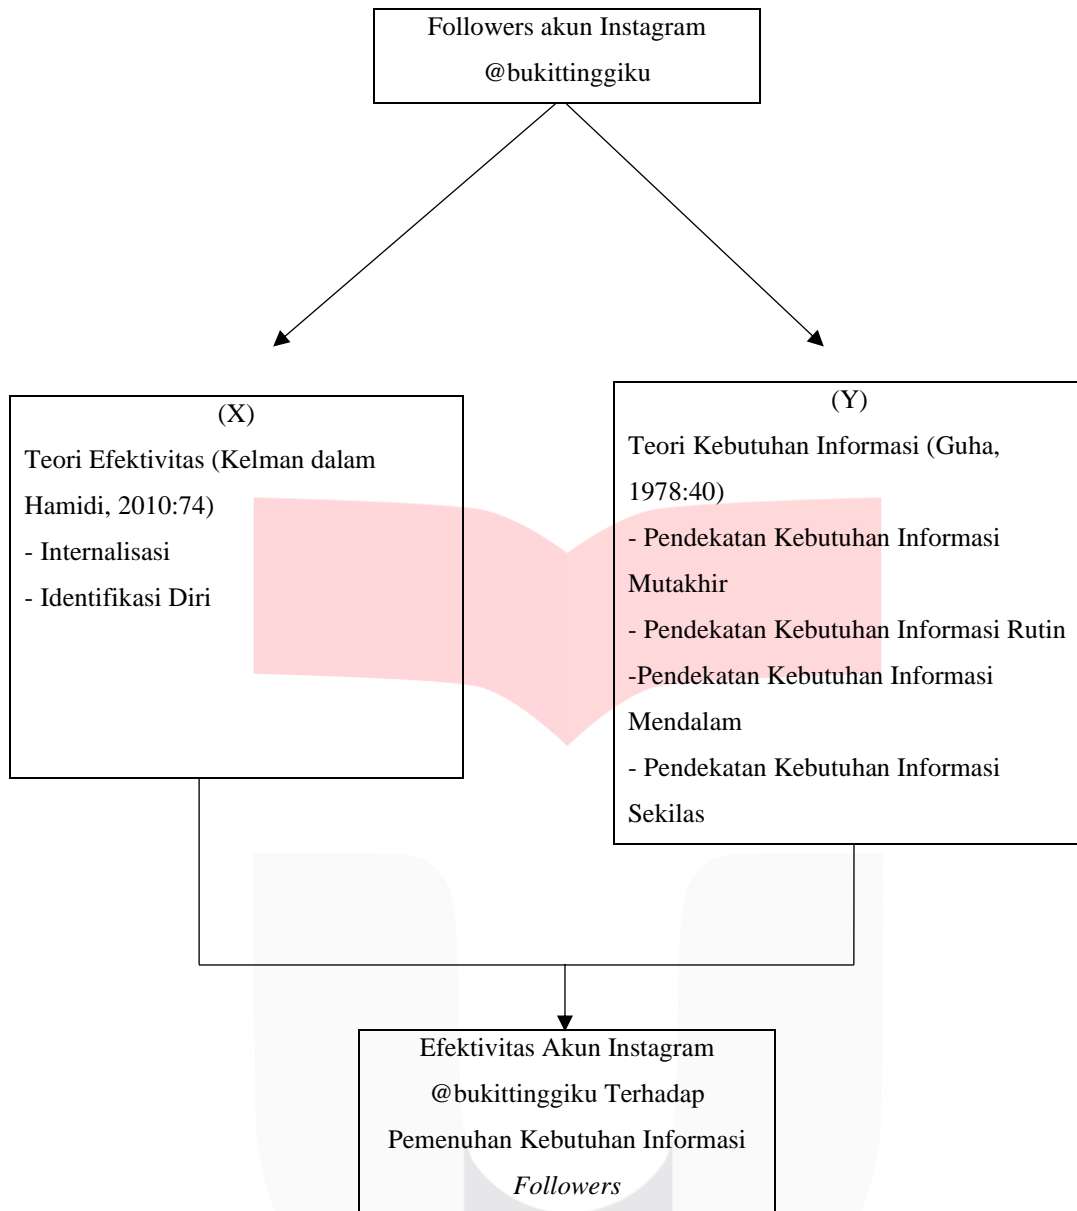 Followers akun Instagram
@bukittinggiku
(X)
Teori Efektivitas (Kelman dalam
Hamidi, 2010:74)
- Internalisasi
- Identifikasi Diri
(Y)
Teori Kebutuhan Informasi (Guha,
1978:40)
- Pendekatan Kebutuhan Informasi
Mutakhir
- Pendekatan Kebutuhan Informasi Rutin
-Pendekatan Kebutuhan Informasi
Mendalam
- Pendekatan Kebutuhan Informasi
Sekilas
Efektivitas Akun Instagram
@bukittinggiku Terhadap
Pemenuhan Kebutuhan Informasi
Followers